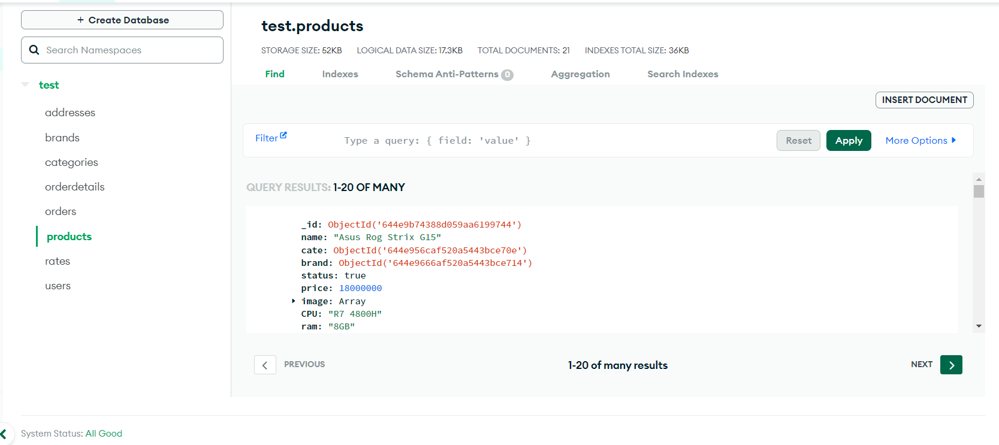 + Create Database
Search Namespaces
test
addresses
brands
categories
orderdetails
orders
products
rates
users
test.products
STORAGE SIZE: 52KB LOGICAL DATA SIZE: 17.3KB TOTAL DOCUMENTS: 21 INDEXES TOTAL SIZE: 36KB
Find Indexes Schema Anti-Patterns 0 Aggregation Search Indexes
INSERT DOCUMENT
Filter Type a query: { field: 'value' } Reset Apply More Options
QUERY RESULTS: 1-20 OF MANY
_id: ObjectId('644e9b74388d059aa6199744')
name: "Asus Rog Strix G15"
cate: ObjectId('644e956caf520a5443bce70e')
brand: ObjectId('644e9666af520a5443bce714')
status: true
price: 18000000
image: Array
CPU: "R7 4800H"
ram: "8GB"
PREVIOUS 1-20 of many results NEXT
System Status: All Good